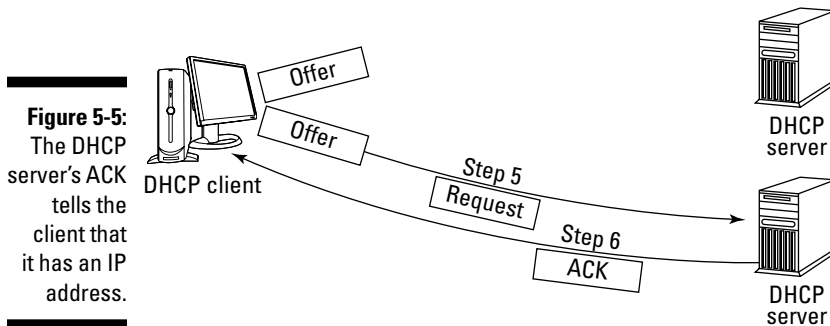 Figure 5-5:
The DHCP
server's ACK
tells the
client that
it has an IP
address.
Offer
Offer
DHCP client
Step 5
Request
Step 6
ACK
DHCP
server
DHCP
server